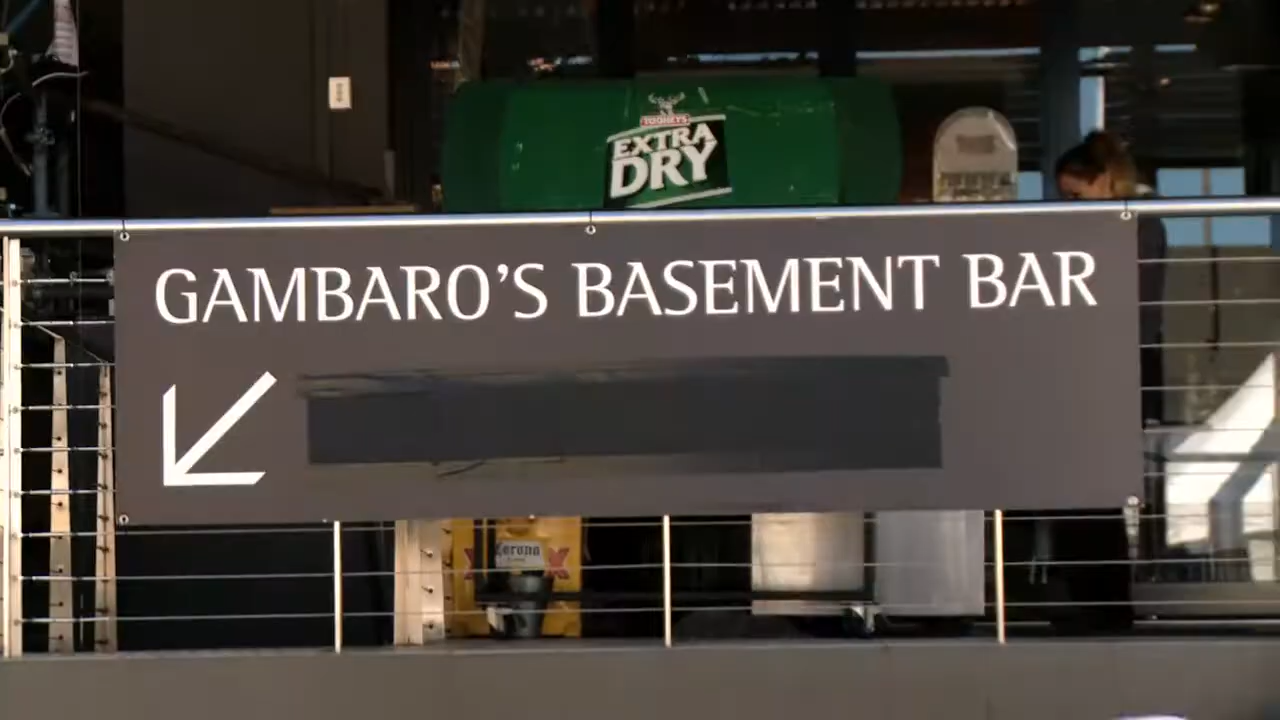 TOOHEYS
EXTRA
DRY
GAMBARO'S BASEMENT BAR
Corona